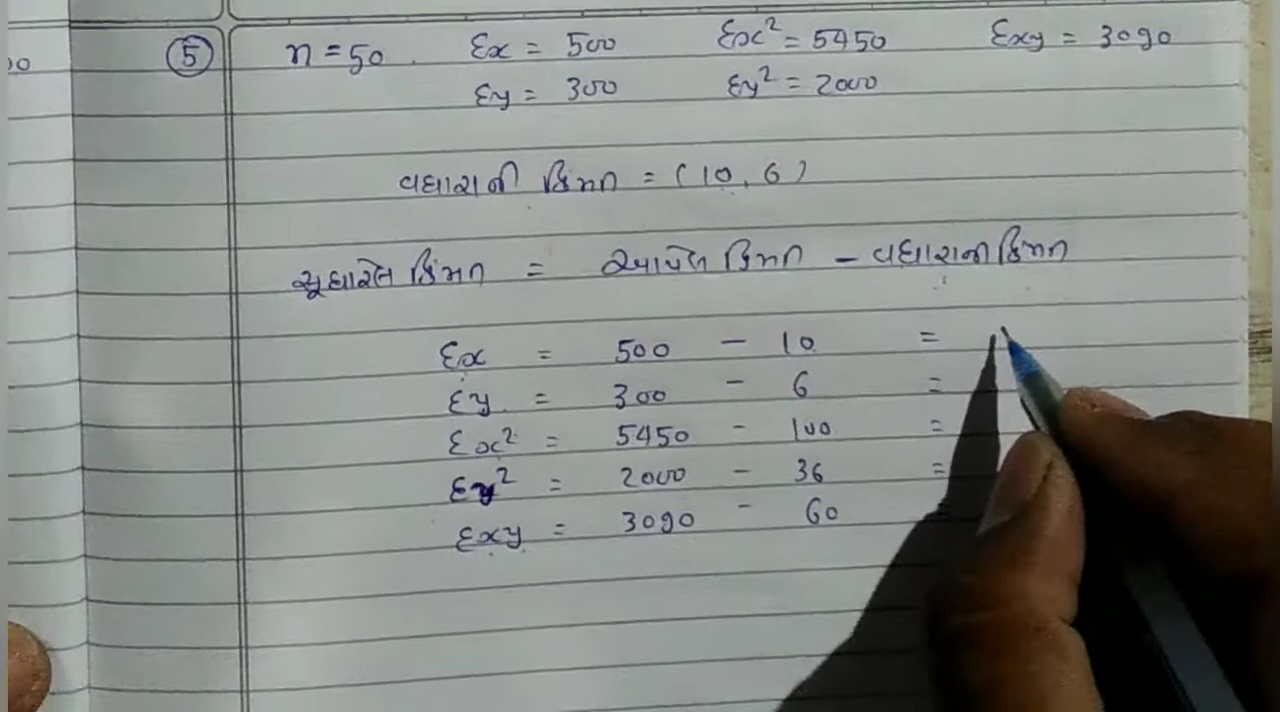 ૦૦
⑤ n = 50. Σx = 500 Σx² = 5450 Σxy = 3090
Σy = 300 Σy² = 2000
વધારાની કિંમત = (10, 6)
સુધારેલ કિંમત = આપેલ કિંમત - વધારાની કિંમત
Σx = 500 - 10 =
Σy = 300 - 6 =
Σx² = 5450 - 100 =
Σy² = 2000 - 36 =
Σxy = 3090 - 60